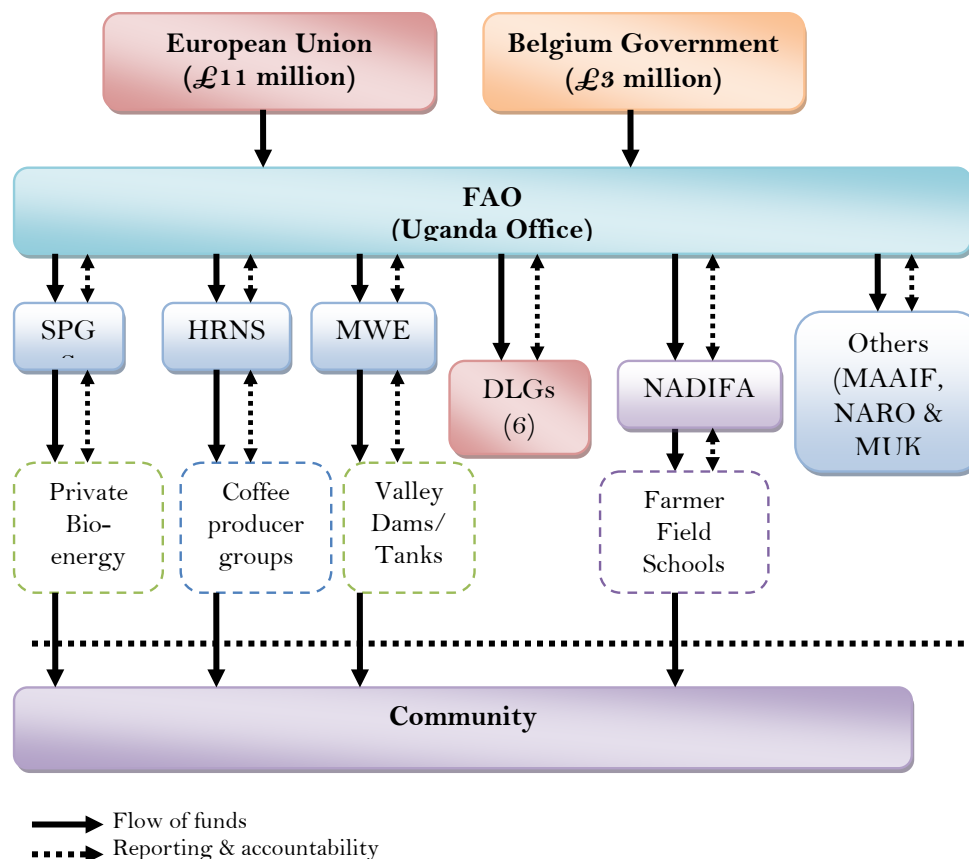 European Union
(£11 million)
Belgium Government
(£3 million)
FAO
(Uganda Office)
SPG
HRNS
MWE
DLGs
(6)
NADIFA
Others
(MAAIF,
NARO &
MUK
Private
Bio-
energy
Coffee
producer
groups
Valley
Dams/
Tanks
Farmer
Field
Schools
Community
Flow of funds
Reporting & accountability